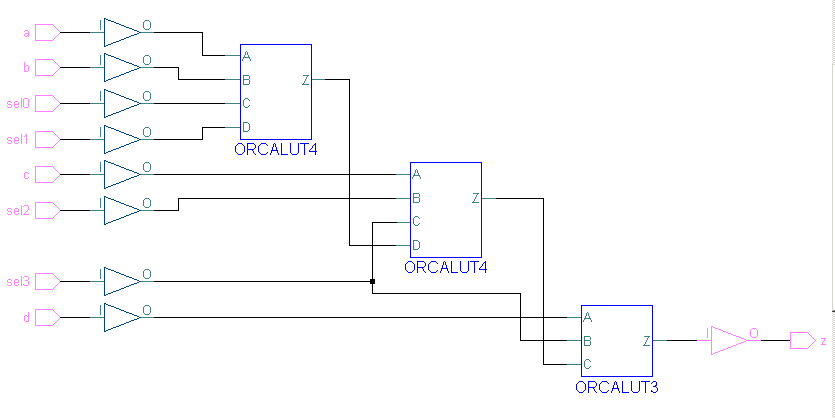 a I O
b I O
sel0 I O
sel1 I O
c I O
sel2 I O
sel3 I O
d I O
A
B Z
C
D
ORCALUT4
A
B Z
C
D
ORCALUT4
A
B Z
C
ORCALUT3
I O z